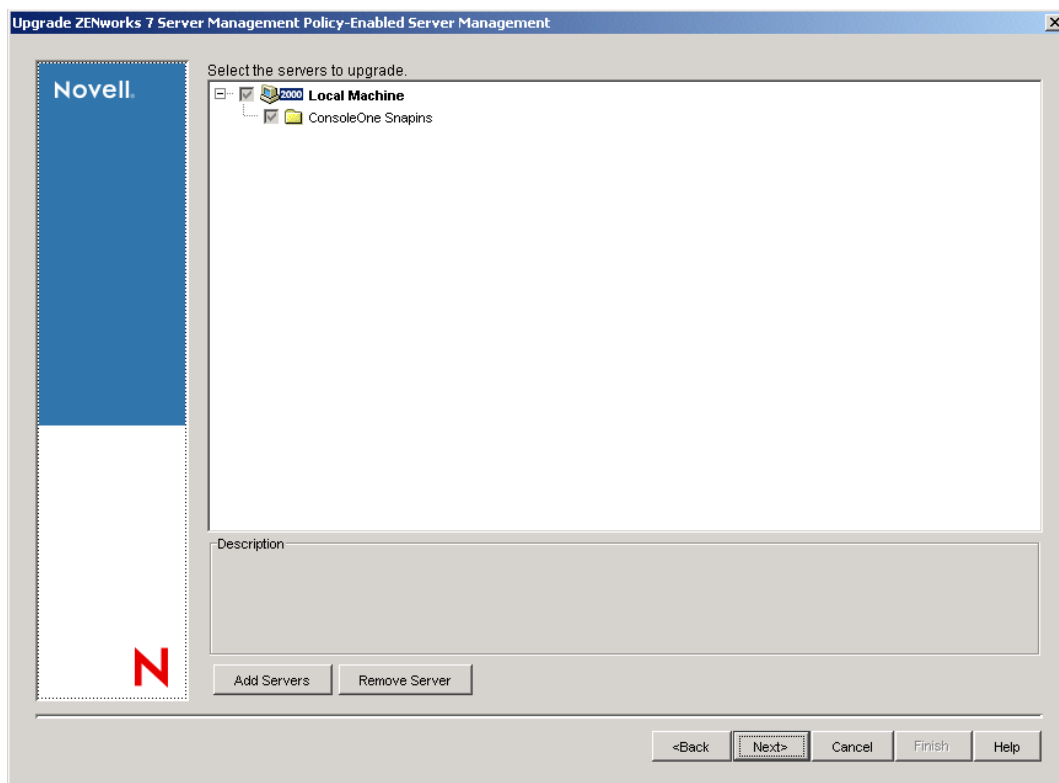 Upgrade ZENworks 7 Server Management Policy-Enabled Server Management
Novell.
Select the servers to upgrade.
2000 Local Machine
ConsoleOne Snapins
Description
N
Add Servers
Remove Server
<Back
Next>
Cancel
Finish
Help